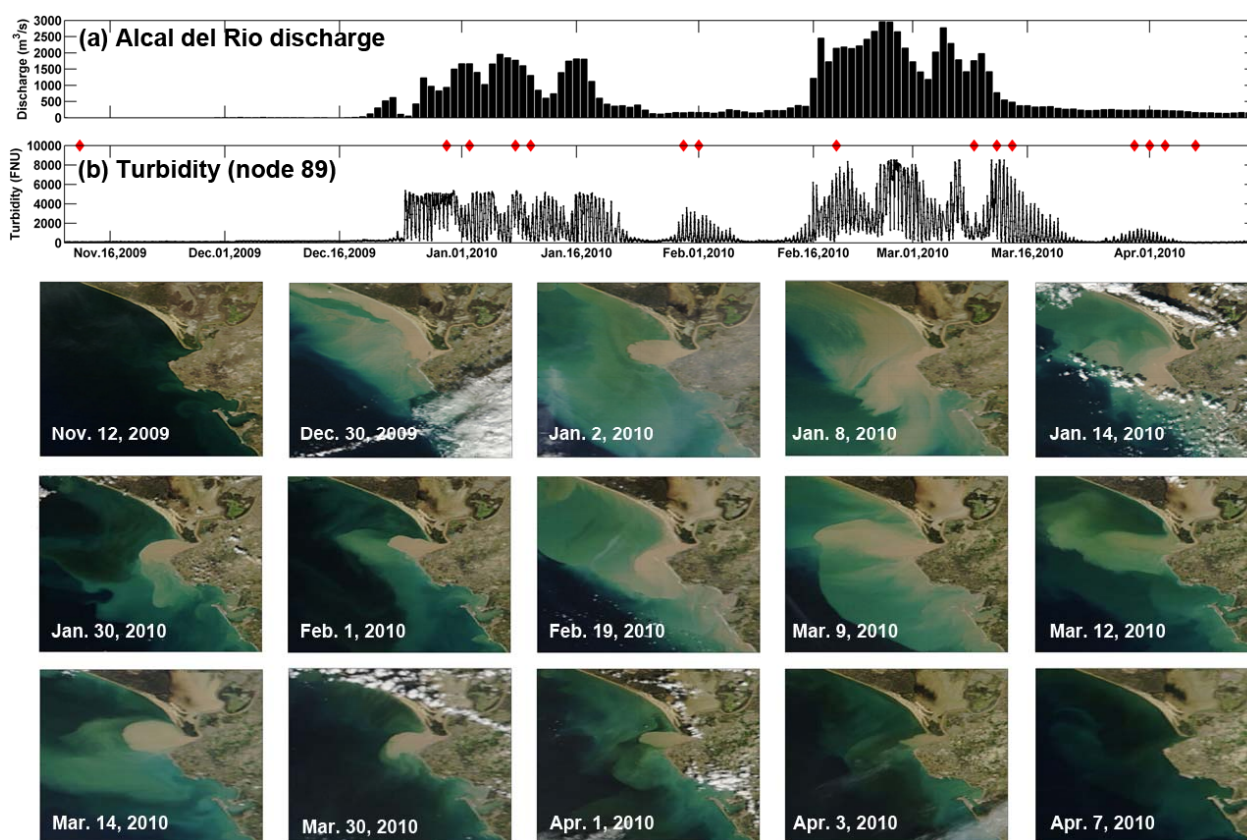 (a) Alcal del Rio discharge
Discharge (m³/s)
3000
2500
2000
1500
1000
500
0
(b) Turbidity (node 89)
Turbidity (FNU)
10000
8000
6000
4000
2000
0
Nov.16,2009 Dec.01,2009 Dec.16,2009 Jan.01,2010 Jan.16,2010 Feb.01,2010 Feb.16,2010 Mar.01,2010 Mar.16,2010 Apr.01,2010
Nov. 12, 2009 Dec. 30, 2009 Jan. 2, 2010 Jan. 8, 2010 Jan. 14, 2010
Jan. 30, 2010 Feb. 1, 2010 Feb. 19, 2010 Mar. 9, 2010 Mar. 12, 2010
Mar. 14, 2010 Mar. 30, 2010 Apr. 1, 2010 Apr. 3, 2010 Apr. 7, 2010